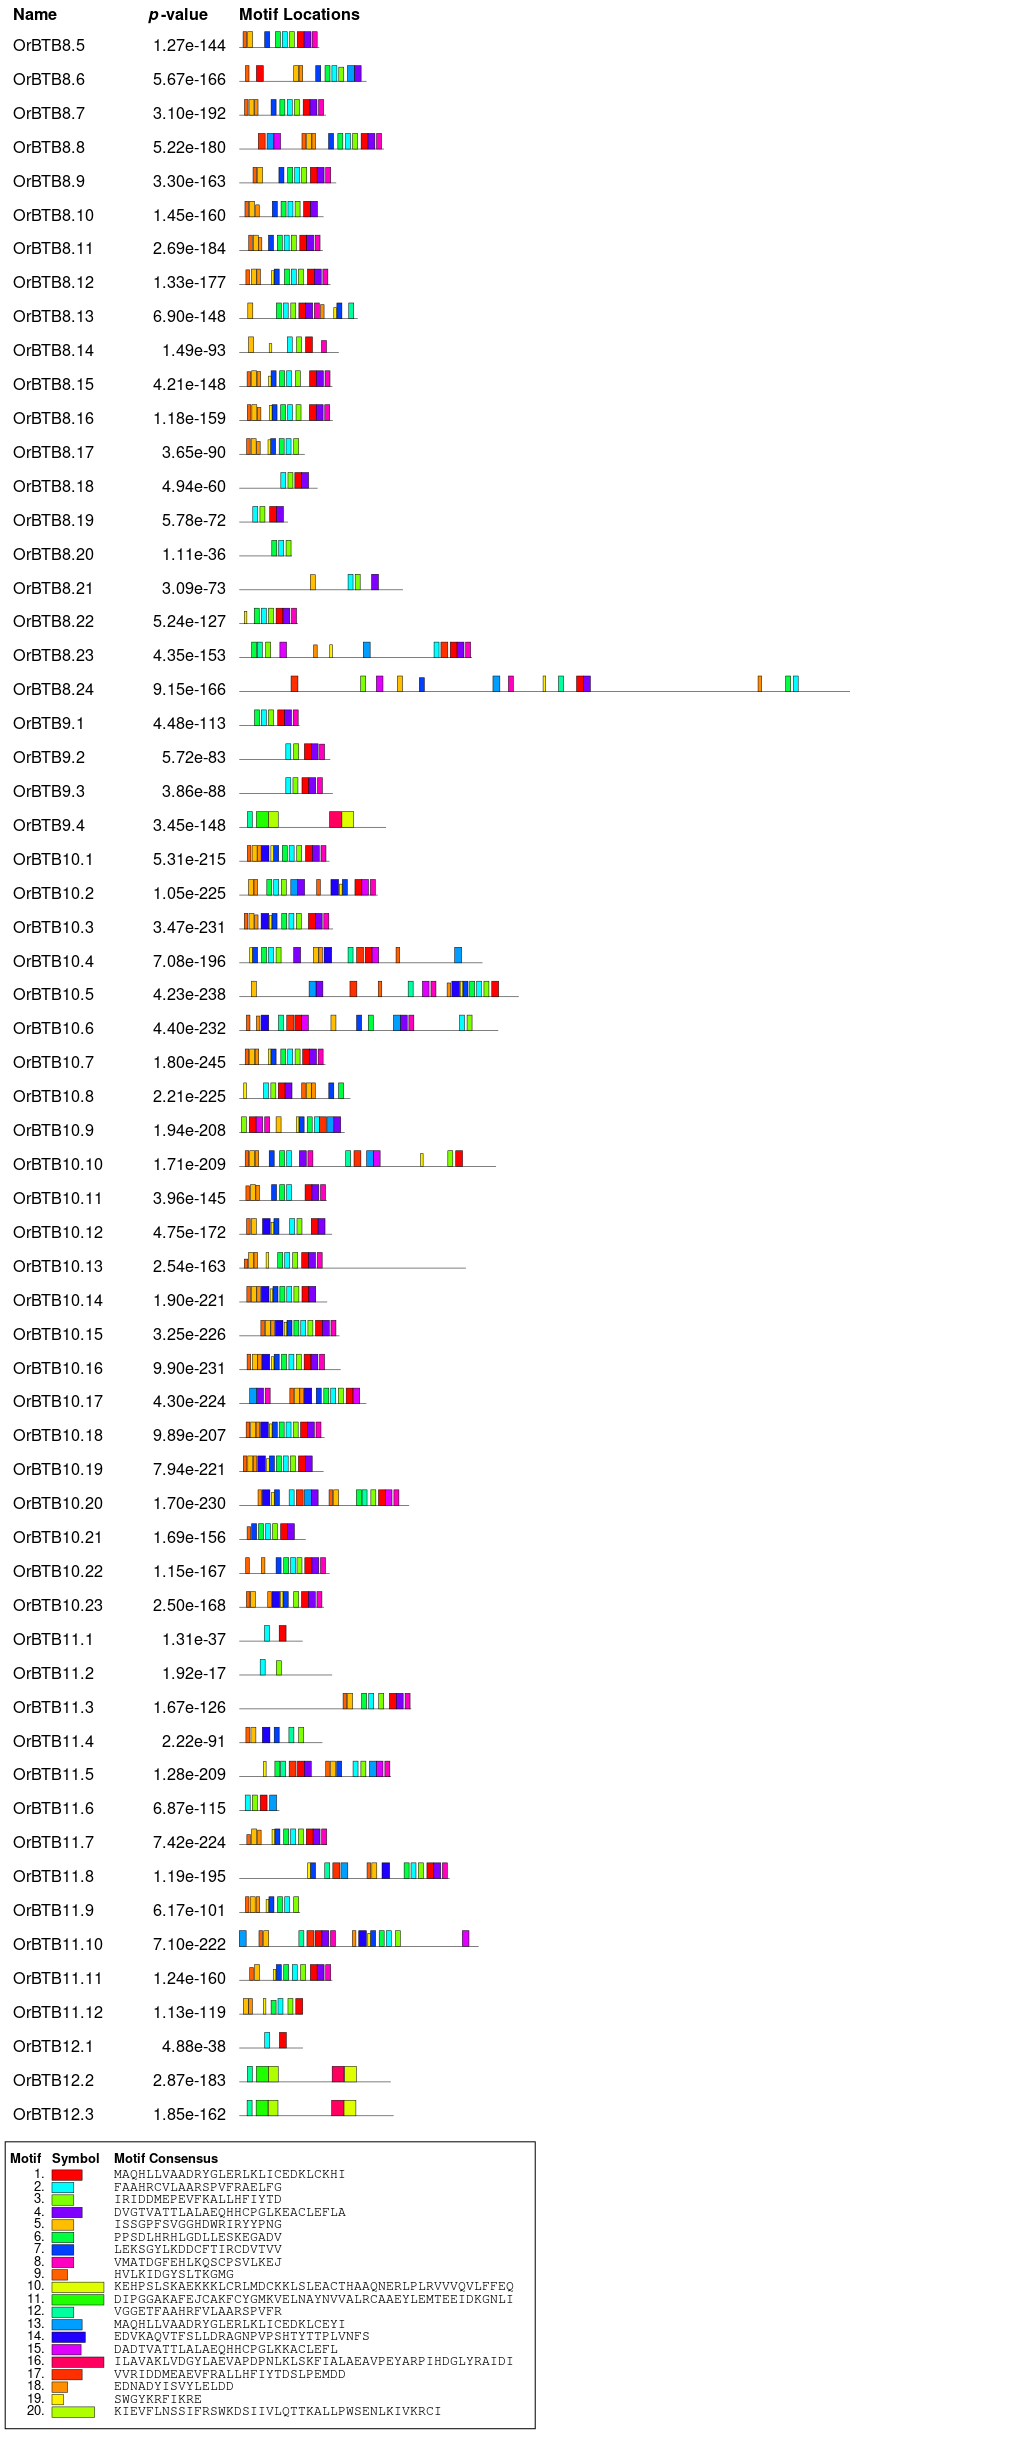 Name p-value Motif Locations
OrBTB8.5 1.27e-144
OrBTB8.6 5.67e-166
OrBTB8.7 3.10e-192
OrBTB8.8 5.22e-180
OrBTB8.9 3.30e-163
OrBTB8.10 1.45e-160
OrBTB8.11 2.69e-184
OrBTB8.12 1.33e-177
OrBTB8.13 6.90e-148
OrBTB8.14 1.49e-93
OrBTB8.15 4.21e-148
OrBTB8.16 1.18e-159
OrBTB8.17 3.65e-90
OrBTB8.18 4.94e-60
OrBTB8.19 5.78e-72
OrBTB8.20 1.11e-36
OrBTB8.21 3.09e-73
OrBTB8.22 5.24e-127
OrBTB8.23 4.35e-153
OrBTB8.24 9.15e-166
OrBTB9.1 4.48e-113
OrBTB9.2 5.72e-83
OrBTB9.3 3.86e-88
OrBTB9.4 3.45e-148
OrBTB10.1 5.31e-215
OrBTB10.2 1.05e-225
OrBTB10.3 3.47e-231
OrBTB10.4 7.08e-196
OrBTB10.5 4.23e-238
OrBTB10.6 4.40e-232
OrBTB10.7 1.80e-245
OrBTB10.8 2.21e-225
OrBTB10.9 1.94e-208
OrBTB10.10 1.71e-209
OrBTB10.11 3.96e-145
OrBTB10.12 4.75e-172
OrBTB10.13 2.54e-163
OrBTB10.14 1.90e-221
OrBTB10.15 3.25e-226
OrBTB10.16 9.90e-231
OrBTB10.17 4.30e-224
OrBTB10.18 9.89e-207
OrBTB10.19 7.94e-221
OrBTB10.20 1.70e-230
OrBTB10.21 1.69e-156
OrBTB10.22 1.15e-167
OrBTB10.23 2.50e-168
OrBTB11.1 1.31e-37
OrBTB11.2 1.92e-17
OrBTB11.3 1.67e-126
OrBTB11.4 2.22e-91
OrBTB11.5 1.28e-209
OrBTB11.6 6.87e-115
OrBTB11.7 7.42e-224
OrBTB11.8 1.19e-195
OrBTB11.9 6.17e-101
OrBTB11.10 7.10e-222
OrBTB11.11 1.24e-160
OrBTB11.12 1.13e-119
OrBTB12.1 4.88e-38
OrBTB12.2 2.87e-183
OrBTB12.3 1.85e-162
Motif Symbol Motif Consensus
1. MAQHLLVAADRYGLERLKLICEDKLCKHI
2. FAAHRCVLAARSPVFRAELFG
3. IRIDDMEPEVFKALLHFIYTD
4. DVGTVATTLALAEQHHCPGLKEACLEFLA
5. ISSGPFSVGGHDWRIRYYPNG
6. PPSDLHRHLGDLLESKEGADV
7. LEKSGYLKDDCFTIRCDVTVV
8. VMATDGFEHLKQSCPSVLKEJ
9. HVLKIDGYSLTKGMG
10. KEHPSLSKAEKKKLCRLMDCKKLSLEACTHAAQNERLPLRVVVQVLFFEQ
11. DIPGGAKAFEJCAKFCYGMKVELNAYNVVALRCAAEYLEMTEEIDKGNLI
12. VGGETFAAHRFVLAARSPVFR
13. MAQHLLVAADRYGLERLKLICEDKLCEYI
14. EDVKAQVTFSLLDRAGNPVPSHTYTTPLVNFS
15. DADTVATTLALAEQHHCPGLKKACLEFL
16. ILAVAKLVDGYLAEVAPDPNLKLSKFIALAEAVPEYARPIHDGLYRAIDI
17. VVRIDDMEAEVFRALLHFIYTDSLPEMDD
18. EDNADYISVYLELDD
19. SWGYKRFIKRE
20. KIEVFLNSSIFRSWKDSIIVLQTTKALLPWSENLKIVKRCI